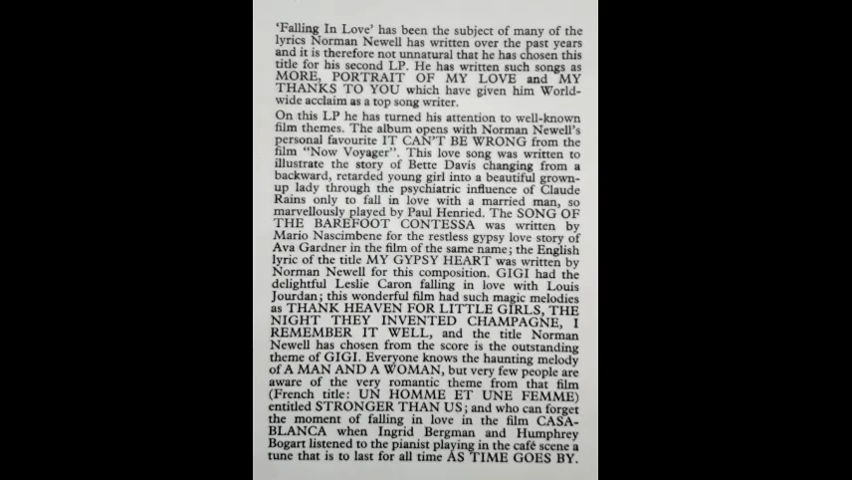 ‘Falling In Love’ has been the subject of many of the
lyrics Norman Newell has written over the past years
and it is therefore not unnatural that he has chosen this
title for his second LP. He has written such songs as
MORE, PORTRAIT OF MY LOVE and MY
THANKS TO YOU which have given him World-
wide acclaim as a top song writer.
On this LP he has turned his attention to well-known
film themes. The album opens with Norman Newell’s
personal favourite IT CAN’T BE WRONG from the
film “Now Voyager”. This love song was written to
illustrate the story of Bette Davis changing from a
backward, retarded young girl into a beautiful grown-
up lady through the psychiatric influence of Claude
Rains only to fall in love with a married man, so
marvellously played by Paul Henried. The SONG OF
THE BAREFOOT CONTESSA was written by
Mario Nascimbene for the restless gypsy love story of
Ava Gardner in the film of the same name; the English
lyric of the title MY GYPSY HEART was written by
Norman Newell for this composition. GIGI had the
delightful Leslie Caron falling in love with Louis
Jourdan; this wonderful film had such magic melodies
as THANK HEAVEN FOR LITTLE GIRLS, THE
NIGHT THEY INVENTED CHAMPAGNE, I
REMEMBER IT WELL, and the title Norman
Newell has chosen from the score is the outstanding
theme of GIGI. Everyone knows the haunting melody
of A MAN AND A WOMAN, but very few people are
aware of the very romantic theme from that film
(French title: UN HOMME ET UNE FEMME)
entitled STRONGER THAN US; and who can forget
the moment of falling in love in the film CASA-
BLANCA when Ingrid Bergman and Humphrey
Bogart listened to the pianist playing in the café scene a
tune that is to last for all time AS TIME GOES BY.